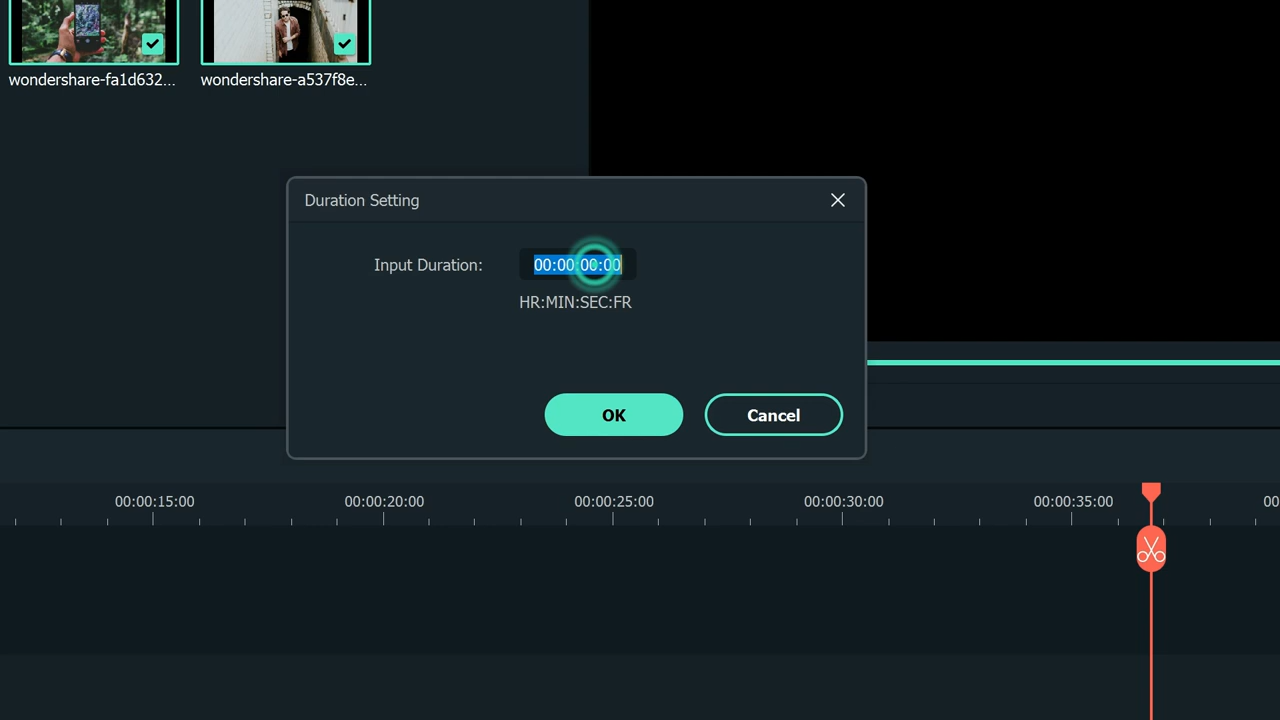 wondershare-fa1d632...
wondershare-a537f8e...
Duration Setting
Input Duration:
00:00:00:00
HR:MIN:SEC:FR
OK
Cancel
00:00:15:00
00:00:20:00
00:00:25:00
00:00:30:00
00:00:35:00
00